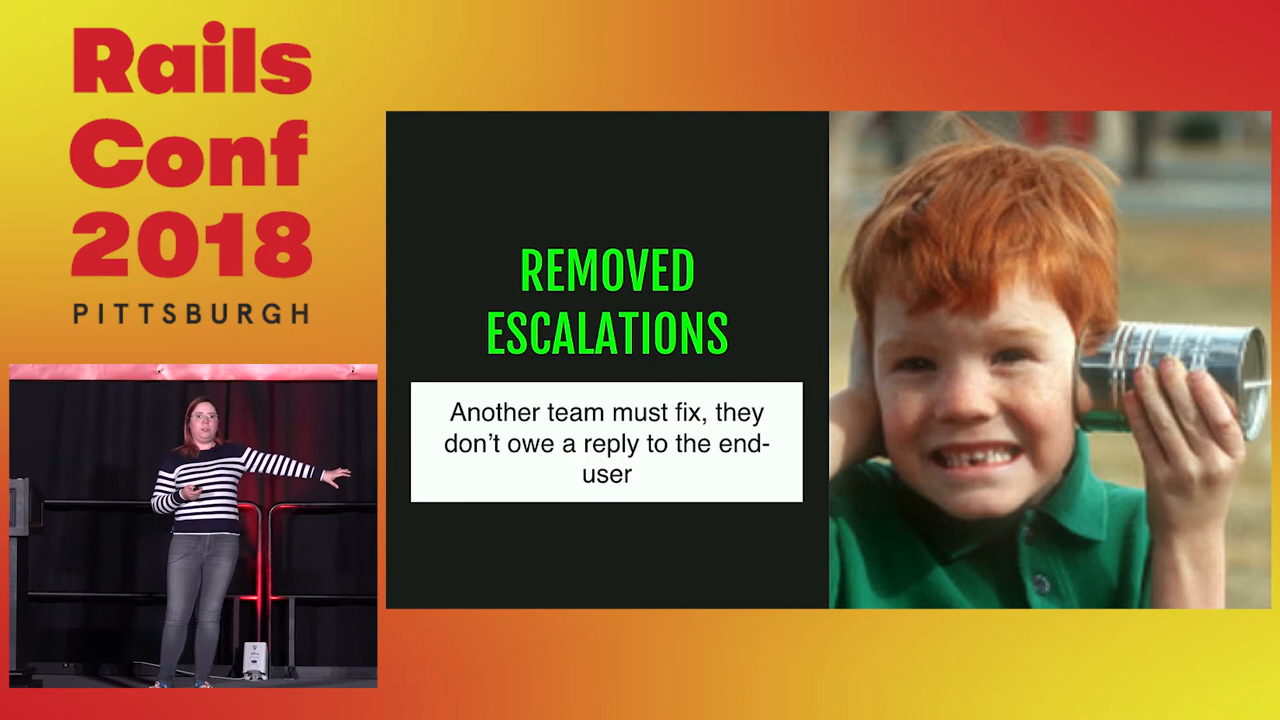 Rails
Conf
2018
PITTSBURGH
REMOVED
ESCALATIONS
Another team must fix, they
don’t owe a reply to the end-
user